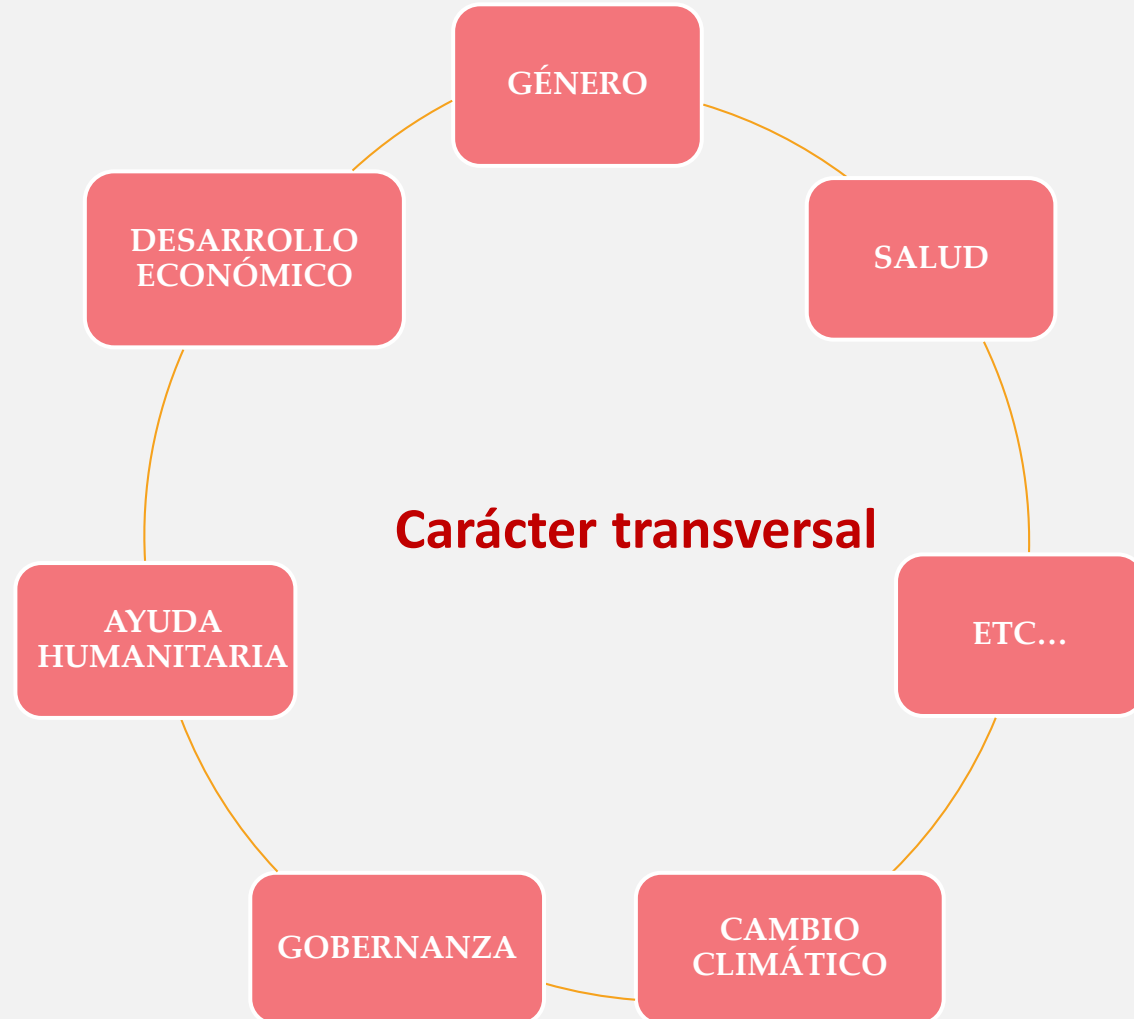 GÉNERO
SALUD
ETC...
CAMBIO
CLIMÁTICO
GOBERNANZA
AYUDA
HUMANITARIA
DESARROLLO
ECONÓMICO
Carácter transversal